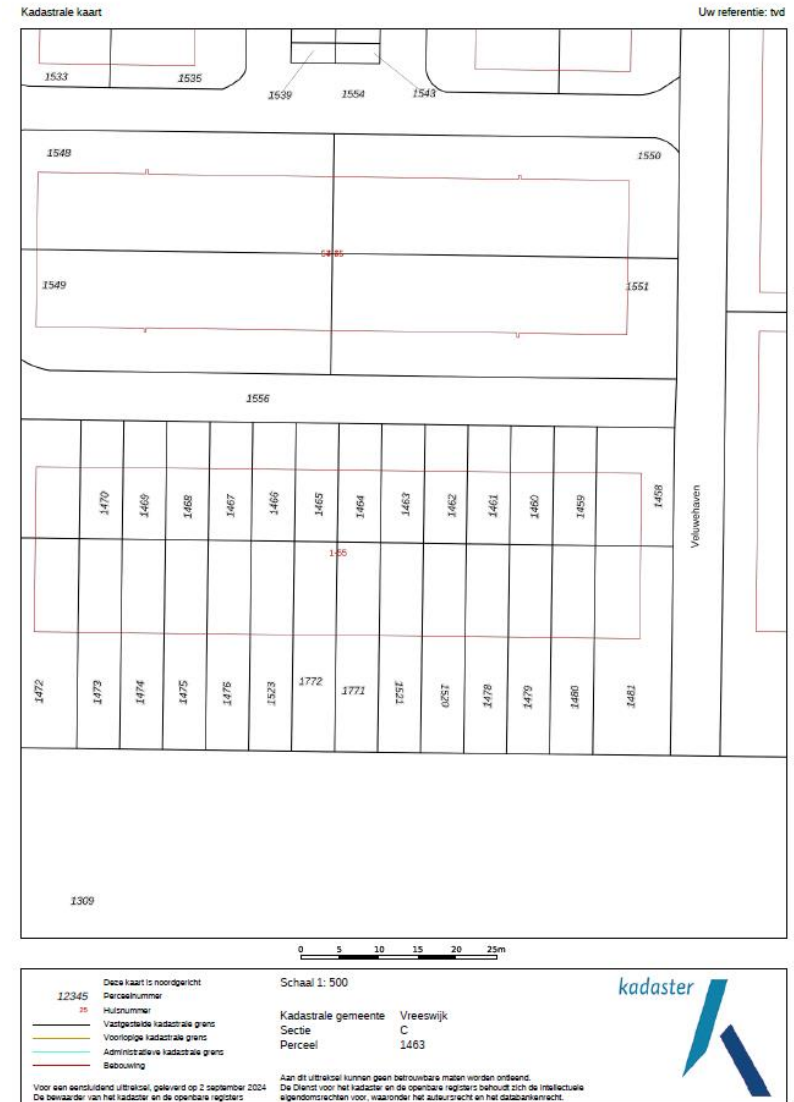 Kadastrale kaart
Uw referentie: tvd
1533
1535
1539
1554
1543
1548
1550
1549
1551
1556
1470
1469
1468
1467
1466
1465
1464
1463
1462
1461
1460
1459
1458
Veluwehaven
1-55
1472
1473
1474
1475
1476
1523
1772
1771
1521
1520
1478
1479
1480
1481
1309
0 5 10 15 20 25m
Deze kaart is noordgericht
12345 Perceelnummer
25 Huisnummer
Vastgestelde kadastrale grens
Voorlopige kadastrale grens
Administratieve kadastrale grens
Bebouwing
Voor een eensluidend uittreksel, geleverd op 2 september 2024
De bewaarder van het kadaster en de openbare registers
Schaal 1: 500
Kadastrale gemeente Vreeswijk
Sectie C
Perceel 1463
Aan dit uittreksel kunnen geen betrouwbare maten worden ontleend.
De Dienst voor het kadaster en de openbare registers behoudt zich de intellectuele
eigendomsrechten voor, waaronder het auteursrecht en het databankenrecht.
kadaster